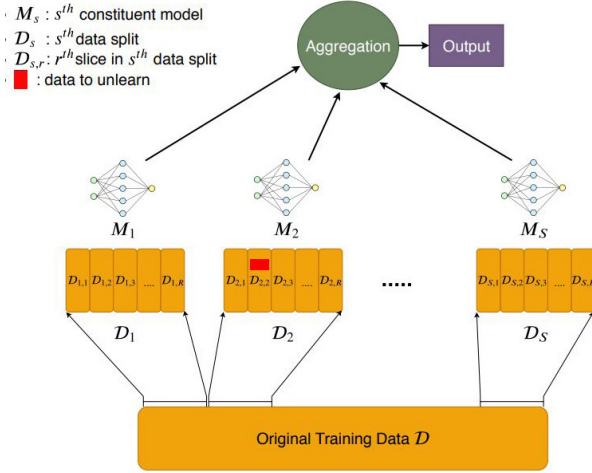 M_s : s^th constituent model
D_s : s^th data split
D_s,r : r^th slice in s^th data split
: data to unlearn
Aggregation
Output
M_1
M_2
M_S
D_1,1 D_1,2 D_1,3 .... D_1,R
D_2,1 D_2,2 D_2,3 .... D_2,R
.....
D_S,1 D_S,2 D_S,3 .... D_S,R
D_1
D_2
D_S
Original Training Data D